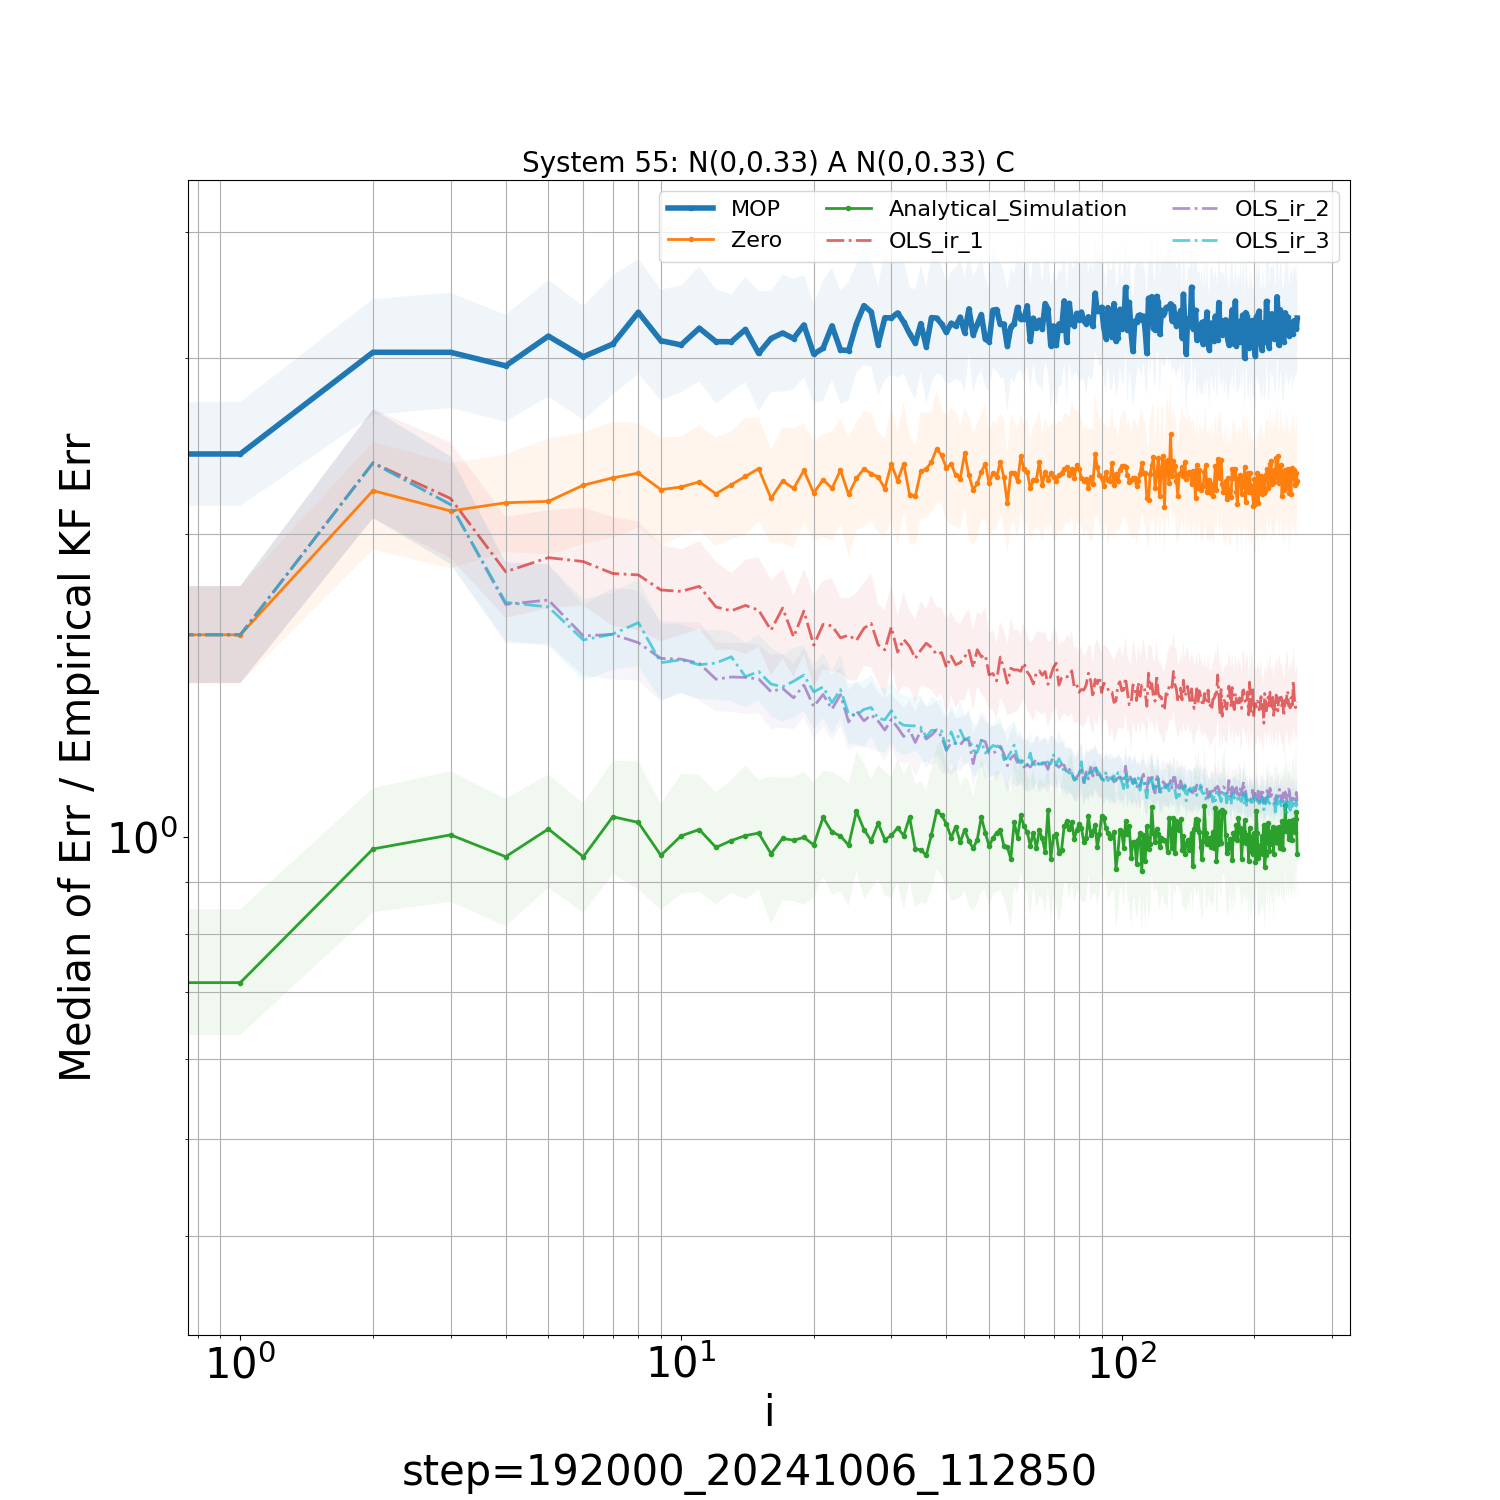 System 55: N(0,0.33) A N(0,0.33) C
MOP
Zero
Analytical_Simulation
OLS_ir_1
OLS_ir_2
OLS_ir_3
Median of Err / Empirical KF Err
10⁰
10⁰ 10¹ 10²
i
step=192000_20241006_112850